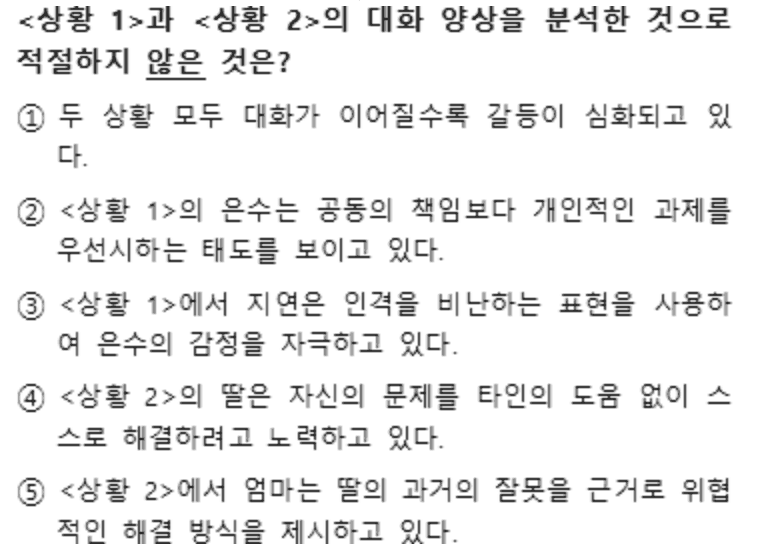 <상황 1>과 <상황 2>의 대화 양상을 분석한 것으로
적절하지 않은 것은?
① 두 상황 모두 대화가 이어질수록 갈등이 심화되고 있
다.
② <상황 1>의 은수는 공동의 책임보다 개인적인 과제를
우선시하는 태도를 보이고 있다.
③ <상황 1>에서 지연은 인격을 비난하는 표현을 사용하
여 은수의 감정을 자극하고 있다.
④ <상황 2>의 딸은 자신의 문제를 타인의 도움 없이 스
스로 해결하려고 노력하고 있다.
⑤ <상황 2>에서 엄마는 딸의 과거의 잘못을 근거로 위협
적인 해결 방식을 제시하고 있다.